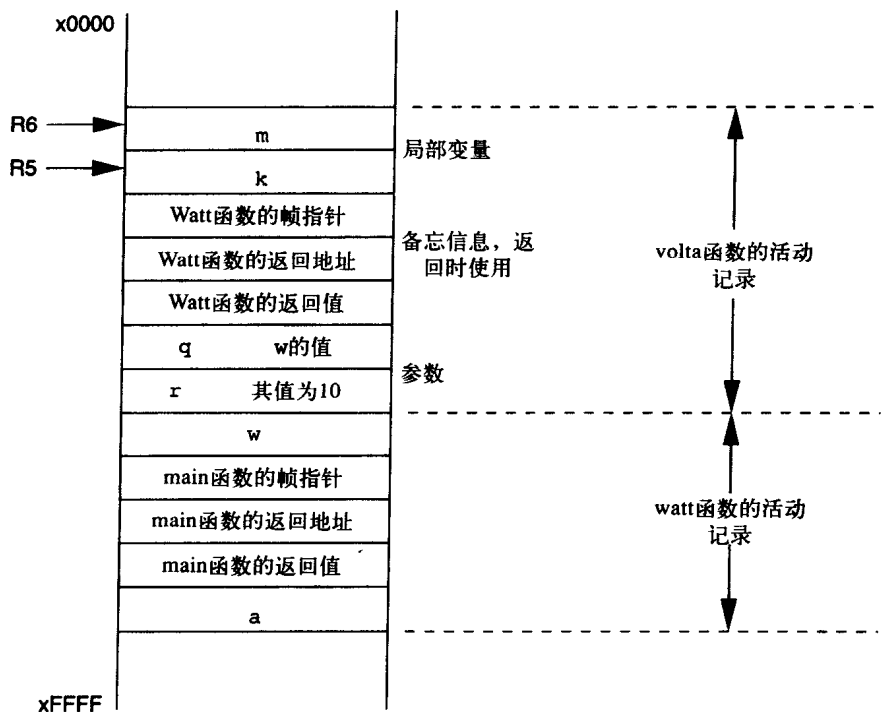 x0000
R6
m
局部变量
R5
k
Watt函数的帧指针
备忘信息，返
回时使用
Watt函数的返回地址
volta函数的活动
记录
Watt函数的返回值
q w的值
参数
r 其值为10
w
main函数的帧指针
watt函数的活动
记录
main函数的返回地址
main函数的返回值
a
xFFFF